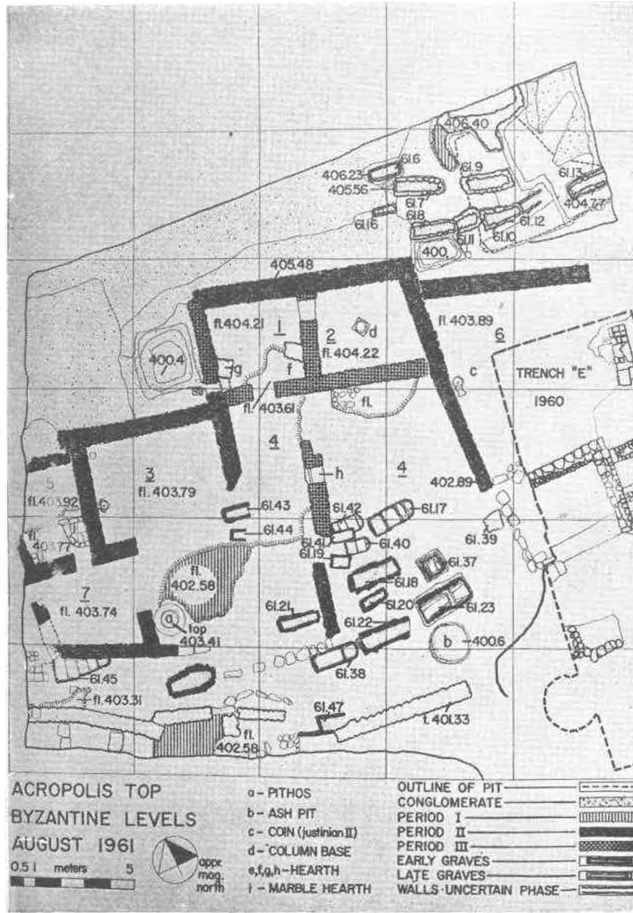 406.40
61.6
406.23
61.9
61.13
405.56
61.7
404.77
61.8
61.16
61.12
61.11
61.10
400.
405.48
fl. 404.21
1
2
d
fl. 403.89
fl. 404.22
6
400.4
g
f
c
TRENCH "E"
1960
fl. 403.61
fl.
4
3
fl. 403.79
4
h
402.89
5
fl. 403.92
61.43
61.42
61.17
61.44
61.39
fl. 403.77
61.41
61.40
61.19
fl.
402.58
61.37
61.18
7
fl. 403.74
61.20
61.21
61.23
a
top
403.41
61.22
b
400.6
61.38
61.45
fl. 403.31
i
61.47
t. 401.33
fl.
402.58
ACROPOLIS TOP
BYZANTINE LEVELS
AUGUST 1961
0.5 1 meters 5
appr.
mag.
north
a - PITHOS
b - ASH PIT
c - COIN (justinian II)
d - COLUMN BASE
e,f,g,h - HEARTH
i - MARBLE HEARTH
OUTLINE OF PIT
CONGLOMERATE
PERIOD I
PERIOD II
PERIOD III
EARLY GRAVES
LATE GRAVES
WALLS - UNCERTAIN PHASE